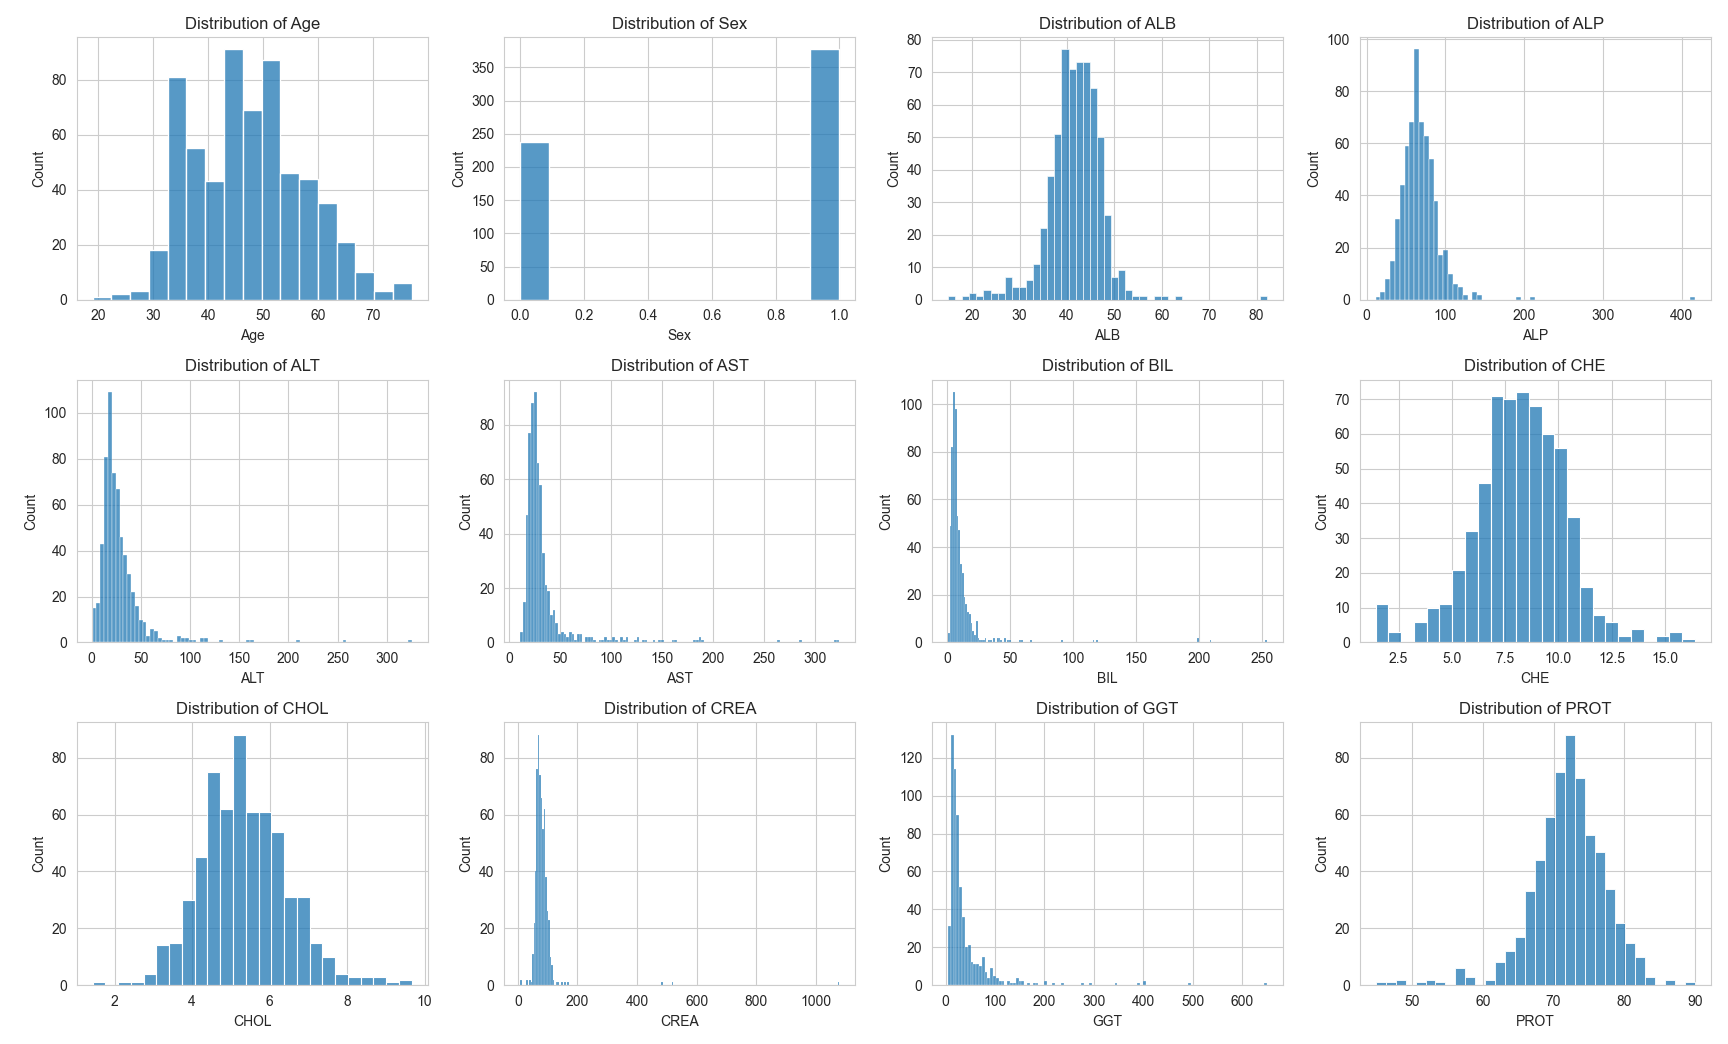 Distribution of Age
80
60
40
20
0
20 30 40 50 60 70
Count
Age
Distribution of Sex
350
300
250
200
150
100
50
0
0.0 0.2 0.4 0.6 0.8 1.0
Count
Sex
Distribution of ALB
80
70
60
50
40
30
20
10
0
20 30 40 50 60 70 80
Count
ALB
Distribution of ALP
100
80
60
40
20
0
0 100 200 300 400
Count
ALP
Distribution of ALT
100
80
60
40
20
0
0 50 100 150 200 250 300
Count
ALT
Distribution of AST
80
60
40
20
0
0 50 100 150 200 250 300
Count
AST
Distribution of BIL
100
80
60
40
20
0
0 50 100 150 200 250
Count
BIL
Distribution of CHE
70
60
50
40
30
20
10
0
2.5 5.0 7.5 10.0 12.5 15.0
Count
CHE
Distribution of CHOL
80
60
40
20
0
2 4 6 8 10
Count
CHOL
Distribution of CREA
80
60
40
20
0
0 200 400 600 800 1000
Count
CREA
Distribution of GGT
120
100
80
60
40
20
0
0 100 200 300 400 500 600
Count
GGT
Distribution of PROT
80
60
40
20
0
50 60 70 80 90
Count
PROT